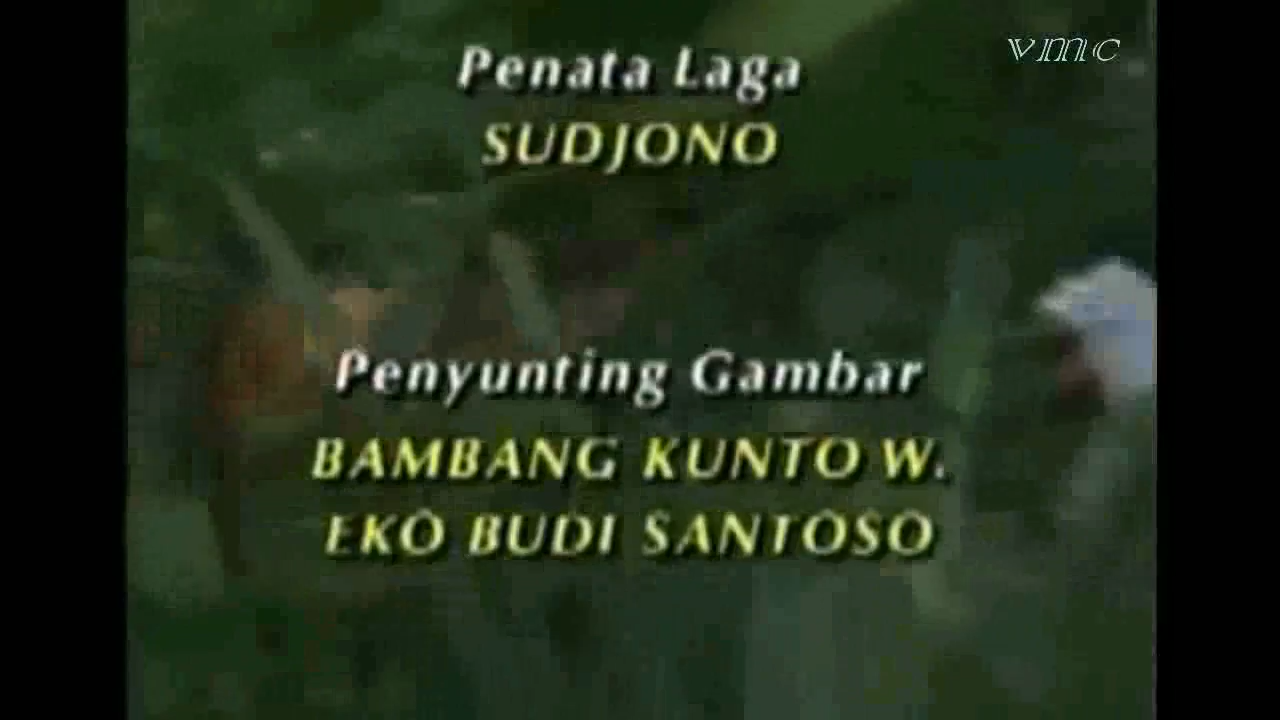 vmc
Penata Laga
SUDJONO
Penyunting Gambar
BAMBANG KUNTO W.
EKO BUDI SANTOSO